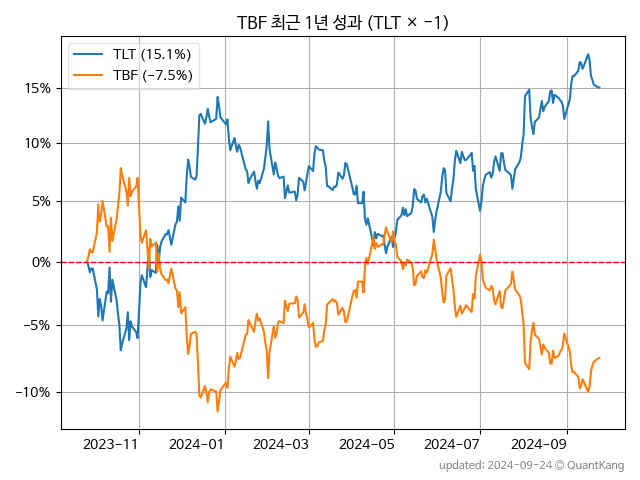 TBF 최근 1년 성과 (TLT × −1)
TLT (15.1%)
TBF (−7.5%)
15%
10%
5%
0%
−5%
−10%
2023−11 2024−01 2024−03 2024−05 2024−07 2024−09
updated: 2024−09−24 © QuantKang